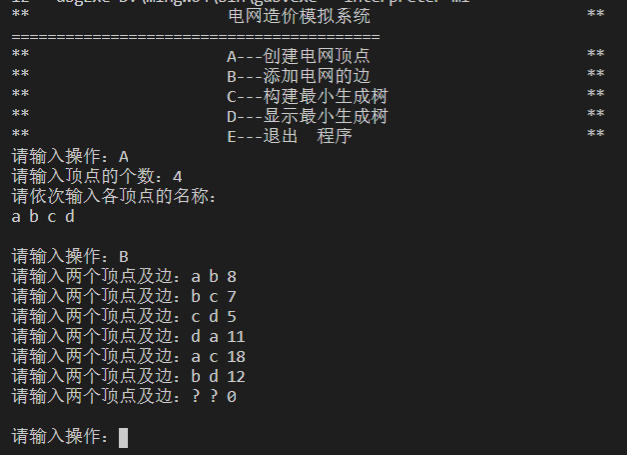 ** 电网造价模拟系统 **
=========================================
** A---创建电网顶点 **
** B---添加电网的边 **
** C---构建最小生成树 **
** D---显示最小生成树 **
** E---退出 程序 **
请输入操作：A
请输入顶点的个数：4
请依次输入各顶点的名称：
a b c d
请输入操作：B
请输入两个顶点及边：a b 8
请输入两个顶点及边：b c 7
请输入两个顶点及边：c d 5
请输入两个顶点及边：d a 11
请输入两个顶点及边：a c 18
请输入两个顶点及边：b d 12
请输入两个顶点及边：? ? 0
请输入操作：